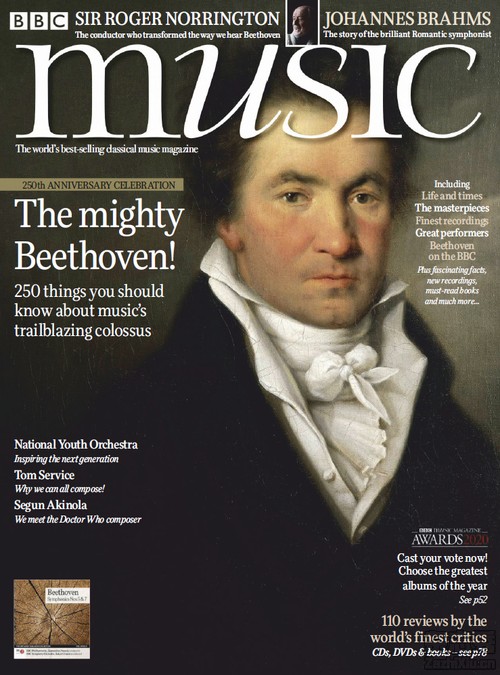 BBC SIR ROGER NORRINGTON
The conductor who transformed the way we hear Beethoven
JOHANNES BRAHMS
The story of the brilliant Romantic symphonist
music
The world's best-selling classical music magazine
250th ANNIVERSARY CELEBRATION
The mighty
Beethoven!
250 things you should
know about music's
trailblazing colossus
Including
Life and times
The masterpieces
Finest recordings
Great performers
Beethoven
on the BBC
Plus fascinating facts,
new recordings,
must-read books
and much more...
National Youth Orchestra
Inspiring the next generation
Tom Service
Why we can all compose!
Segun Akinola
We meet the Doctor Who composer
Beethoven
BBC MUSIC MAGAZINE
AWARDS 2020
Cast your vote now!
Choose the greatest
albums of the year
See p52
110 reviews by the
world's finest critics
CDs, DVDs & books – see p78